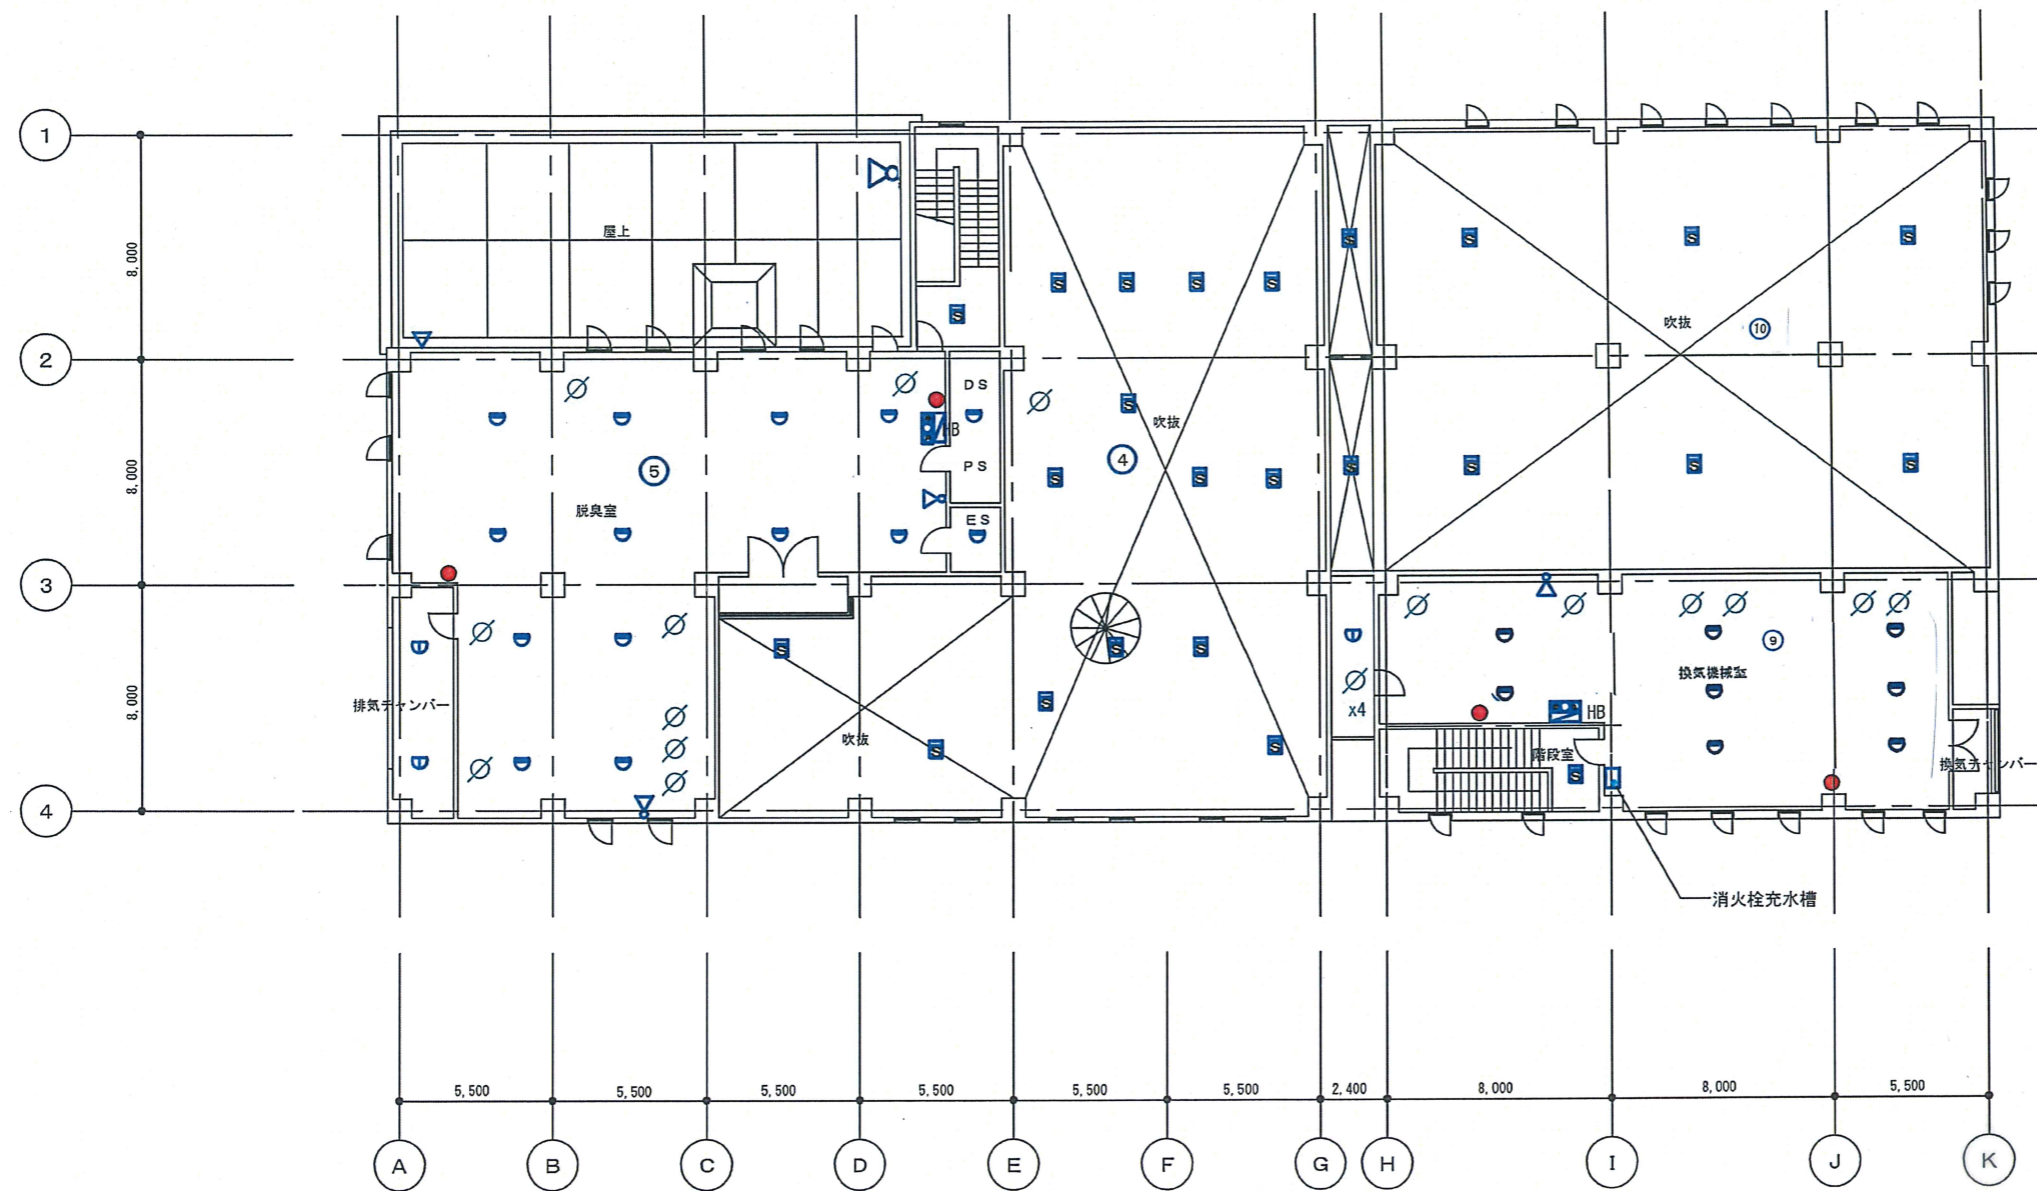 1
屋上
8,000
S S S S S
S S S S
吹抜
10
2
DS
HB
S
吹抜
5
8,000
4
PS
S S S S S S S
脱臭室
ES
3
9
S S S
換気機械室
8,000
排気チャンバー
x4
S
HB
吹抜
S S
階段室
S
換気チャンバー
4
消火栓充水槽
5,500 5,500 5,500 5,500 5,500 5,500 2,400 8,000 8,000 5,500
A B C D E F G H I J K